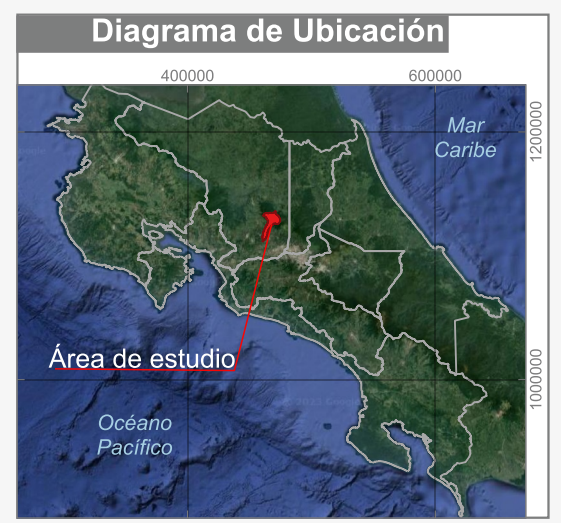 Diagrama de Ubicación
400000
600000
Mar
Caribe
1200000
Área de estudio
1000000
Océano
Pacífico